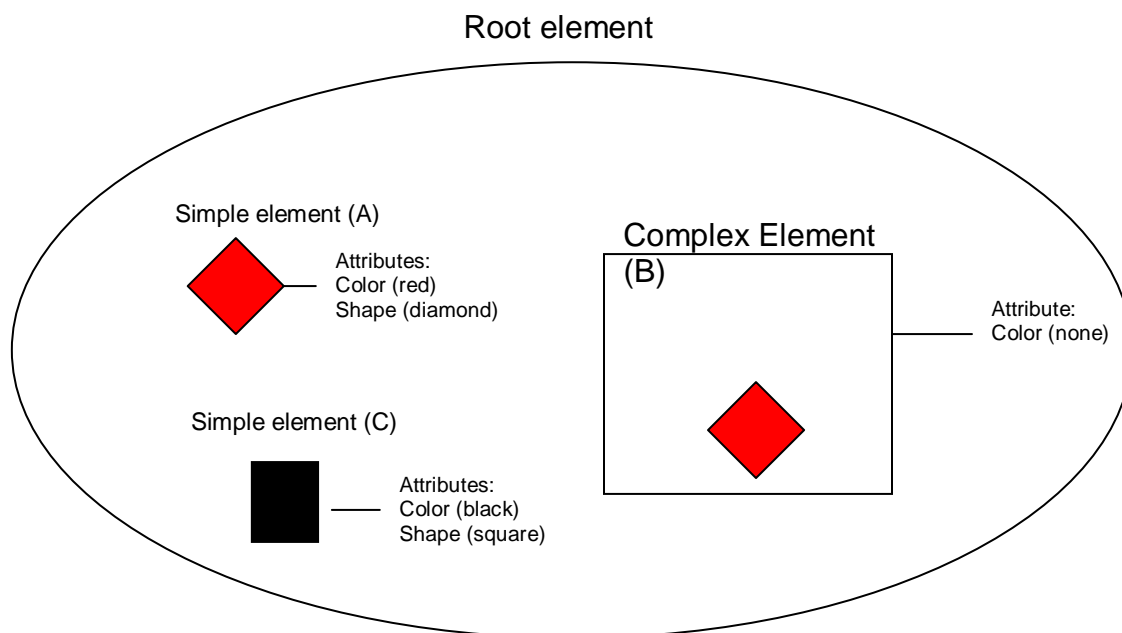 Root element
Simple element (A)
Attributes:
Color (red)
Shape (diamond)
Complex Element
(B)
Attribute:
Color (none)
Simple element (C)
Attributes:
Color (black)
Shape (square)